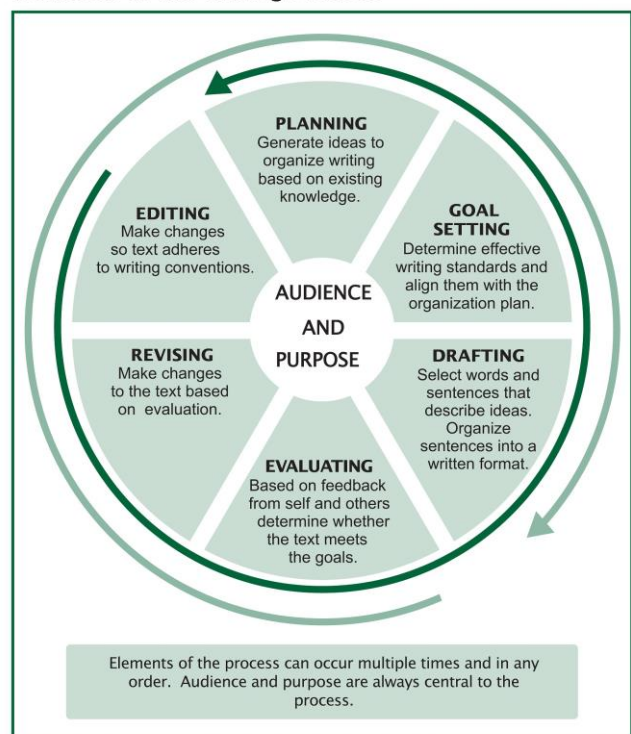 PLANNING
Generate ideas to
organize writing
based on existing
knowledge.
GOAL
SETTING
Determine effective
writing standards and
align them with the
organization plan.
DRAFTING
Select words and
sentences that
describe ideas.
Organize
sentences into a
written format.
EVALUATING
Based on feedback
from self and others
determine whether
the text meets
the goals.
REVISING
Make changes
to the text based
on evaluation.
EDITING
Make changes
so text adheres
to writing conventions.
AUDIENCE
AND
PURPOSE
Elements of the process can occur multiple times and in any
order. Audience and purpose are always central to the
process.